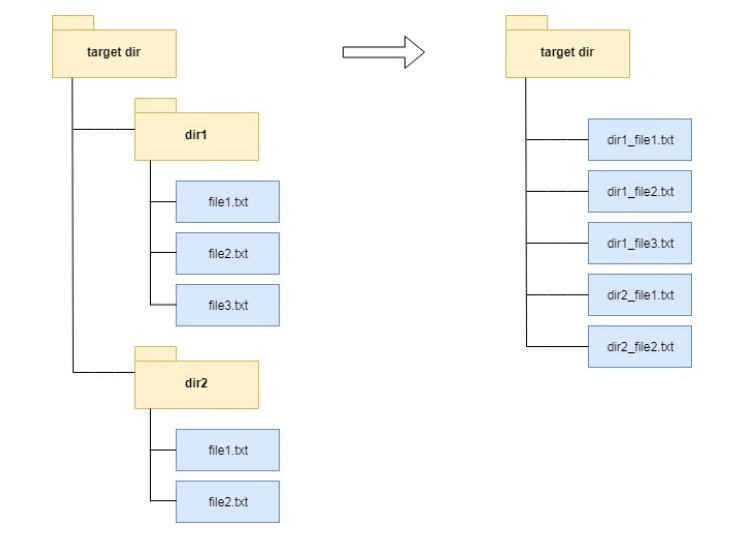 target dir
dir1
file1.txt
file2.txt
file3.txt
dir2
file1.txt
file2.txt
target dir
dir1_file1.txt
dir1_file2.txt
dir1_file3.txt
dir2_file1.txt
dir2_file2.txt